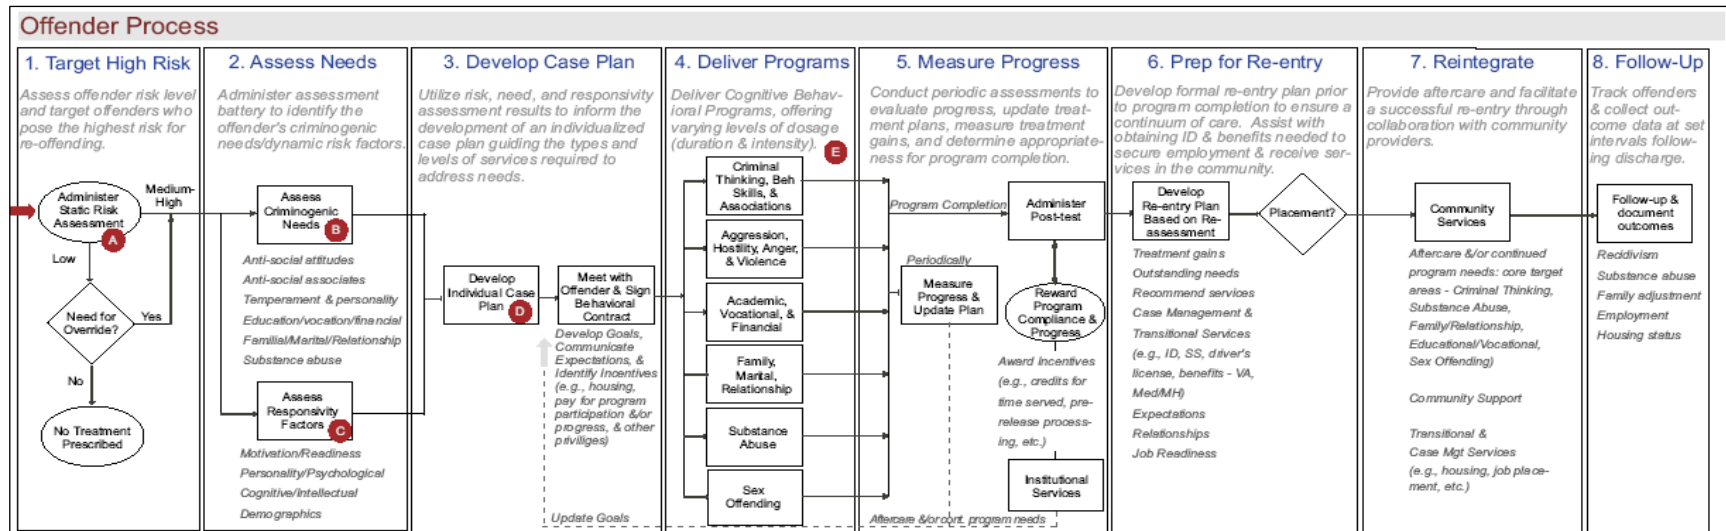 Offender Process
1. Target High Risk
Assess offender risk level
and target offenders who
pose the highest risk for
re-offending.
Administer
Static Risk
Assessment
A
Medium-
High
Low
Need for
Override?
Yes
No
No Treatment
Prescribed
2. Assess Needs
Administer assessment
battery to identify the
offender's criminogenic
needs/dynamic risk factors.
Assess
Criminogenic
Needs
B
Anti-social attitudes
Anti-social associates
Temperament & personality
Education/vocation/financial
Familial/Marital/Relationship
Substance abuse
Assess
Responsivity
Factors
C
Motivation/Readiness
Personality/Psychological
Cognitive/Intellectual
Demographics
3. Develop Case Plan
Utilize risk, need, and responsivity
assessment results to inform the
development of an individualized
case plan guiding the types and
levels of services required to
address needs.
Develop
Individual Case
Plan
D
Meet with
Offender & Sign
Behavioral
Contract
Develop Goals,
Communicate
Expectations, &
Identify Incentives
(e.g., housing,
pay for program
participation &/or
progress, & other
priviliges)
Update Goals
4. Deliver Programs
Deliver Cognitive Behav-
ioral Programs, offering
varying levels of dosage
(duration & intensity).
E
Criminal
Thinking, Beh
Skills, &
Associations
Aggression,
Hostility, Anger,
& Violence
Academic,
Vocational, &
Financial
Family,
Marital,
Relationship
Substance
Abuse
Sex
Offending
5. Measure Progress
Conduct periodic assessments to
evaluate progress, update treat-
ment plans, measure treatment
gains, and determine appropriate-
ness for program completion.
Program Completion
Administer
Post-test
Periodically
Measure
Progress &
Update Plan
Reward
Program
Compliance &
Progress
Award Incentives
(e.g., credits for
time served, pre-
release process-
ing, etc.)
Institutional
Services
Aftercare &/or cont. program needs
6. Prep for Re-entry
Develop formal re-entry plan prior
to program completion to ensure a
continuum of care. Assist with
obtaining ID & benefits needed to
secure employment & receive ser-
vices in the community.
Develop
Re-entry Plan
Based on Re-
assessment
Placement?
Treatment gains
Outstanding needs
Recommend services
Case Management &
Transitional Services
(e.g., ID, SS, driver's
license, benefits - VA,
Med/MH)
Expectations
Relationships
Job Readiness
7. Reintegrate
Provide aftercare and facilitate
a successful re-entry through
collaboration with community
providers.
Community
Services
Aftercare &/or continued
program needs: core target
areas - Criminal Thinking,
Substance Abuse,
Family/Relationship,
Educational/Vocational,
Sex Offending)
Community Support
Transitional &
Case Mgt Services
(e.g., housing, job place-
ment, etc.)
8. Follow-Up
Track offenders
& collect out-
come data at set
intervals follow-
ing discharge.
Follow-up &
document
outcomes
Recidivism
Substance abuse
Family adjustment
Employment
Housing status